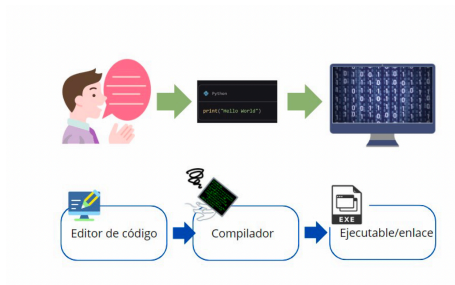 Python
print("Hello World")
Editor de código
Compilador
EXE
Ejecutable/enlace